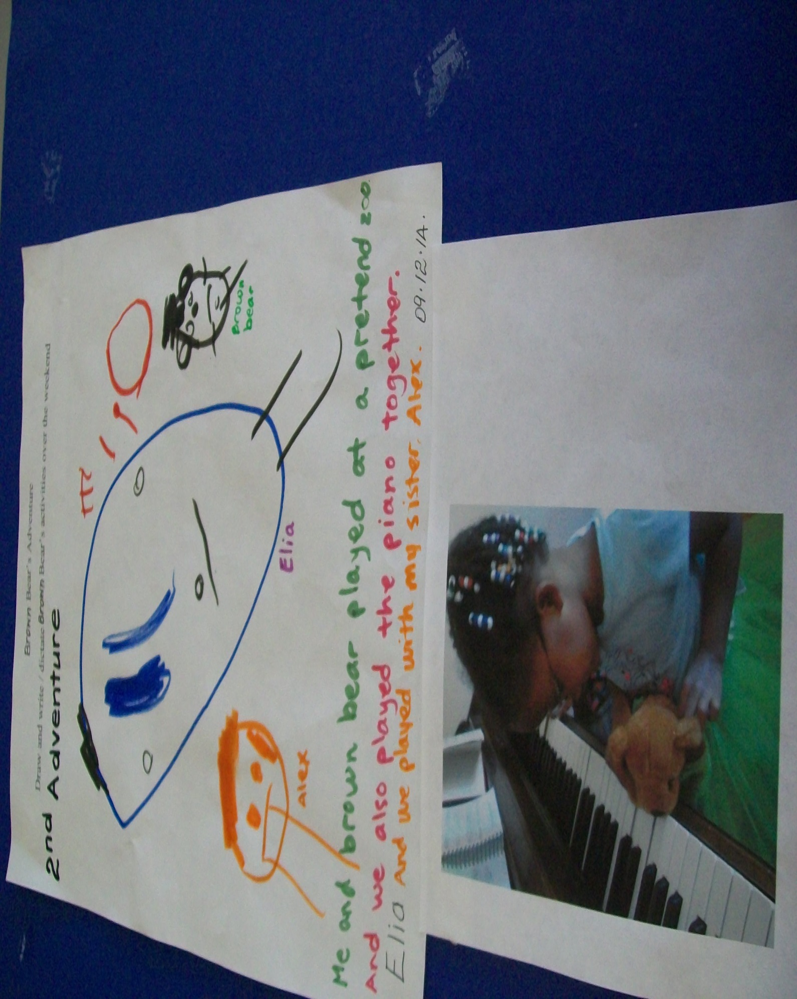 Brown Bear's Adventure
Draw and write / dictate Brown Bear's activities over the weekend
2nd Adventure
Brown
bear
Elia
Alex
Me and brown bear played at a pretend zoo.
And we also played the piano together.
Elia And we played with my sister, Alex. 09.12.14.